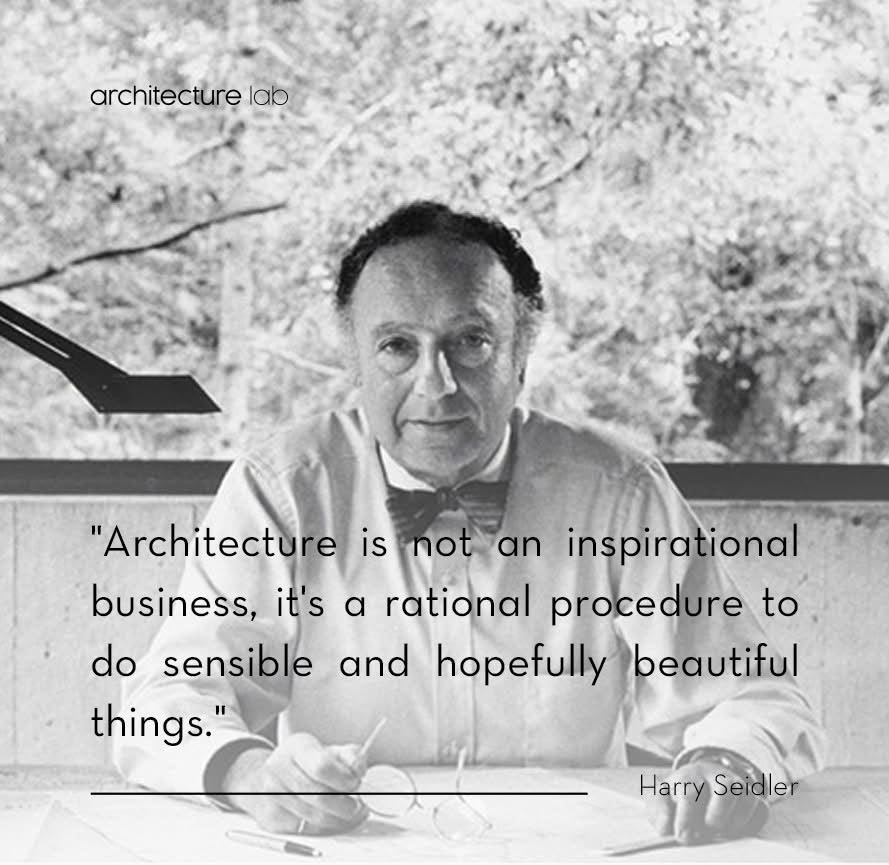 architecture lab
"Architecture is not an inspirational
business, it's a rational procedure to
do sensible and hopefully beautiful
things."
Harry Seidler